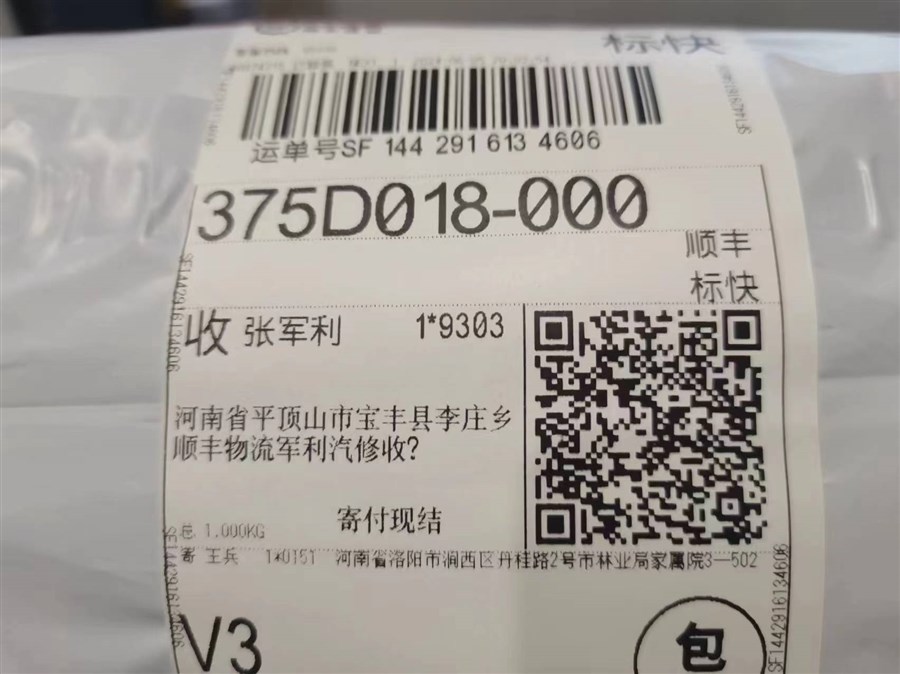 标快
运单号SF 144 291 613 4606
375D018-000
顺丰
标快
收 张军利 1*9303
河南省平顶山市宝丰县李庄乡
顺丰物流军利汽修收?
寄付现结
总 1.000KG
寄 王兵 1*0151 河南省洛阳市涧西区丹桂路2号市林业局家属院3—502
V3
包
SF1442916134606
SF1442916134606
SF1442916134606